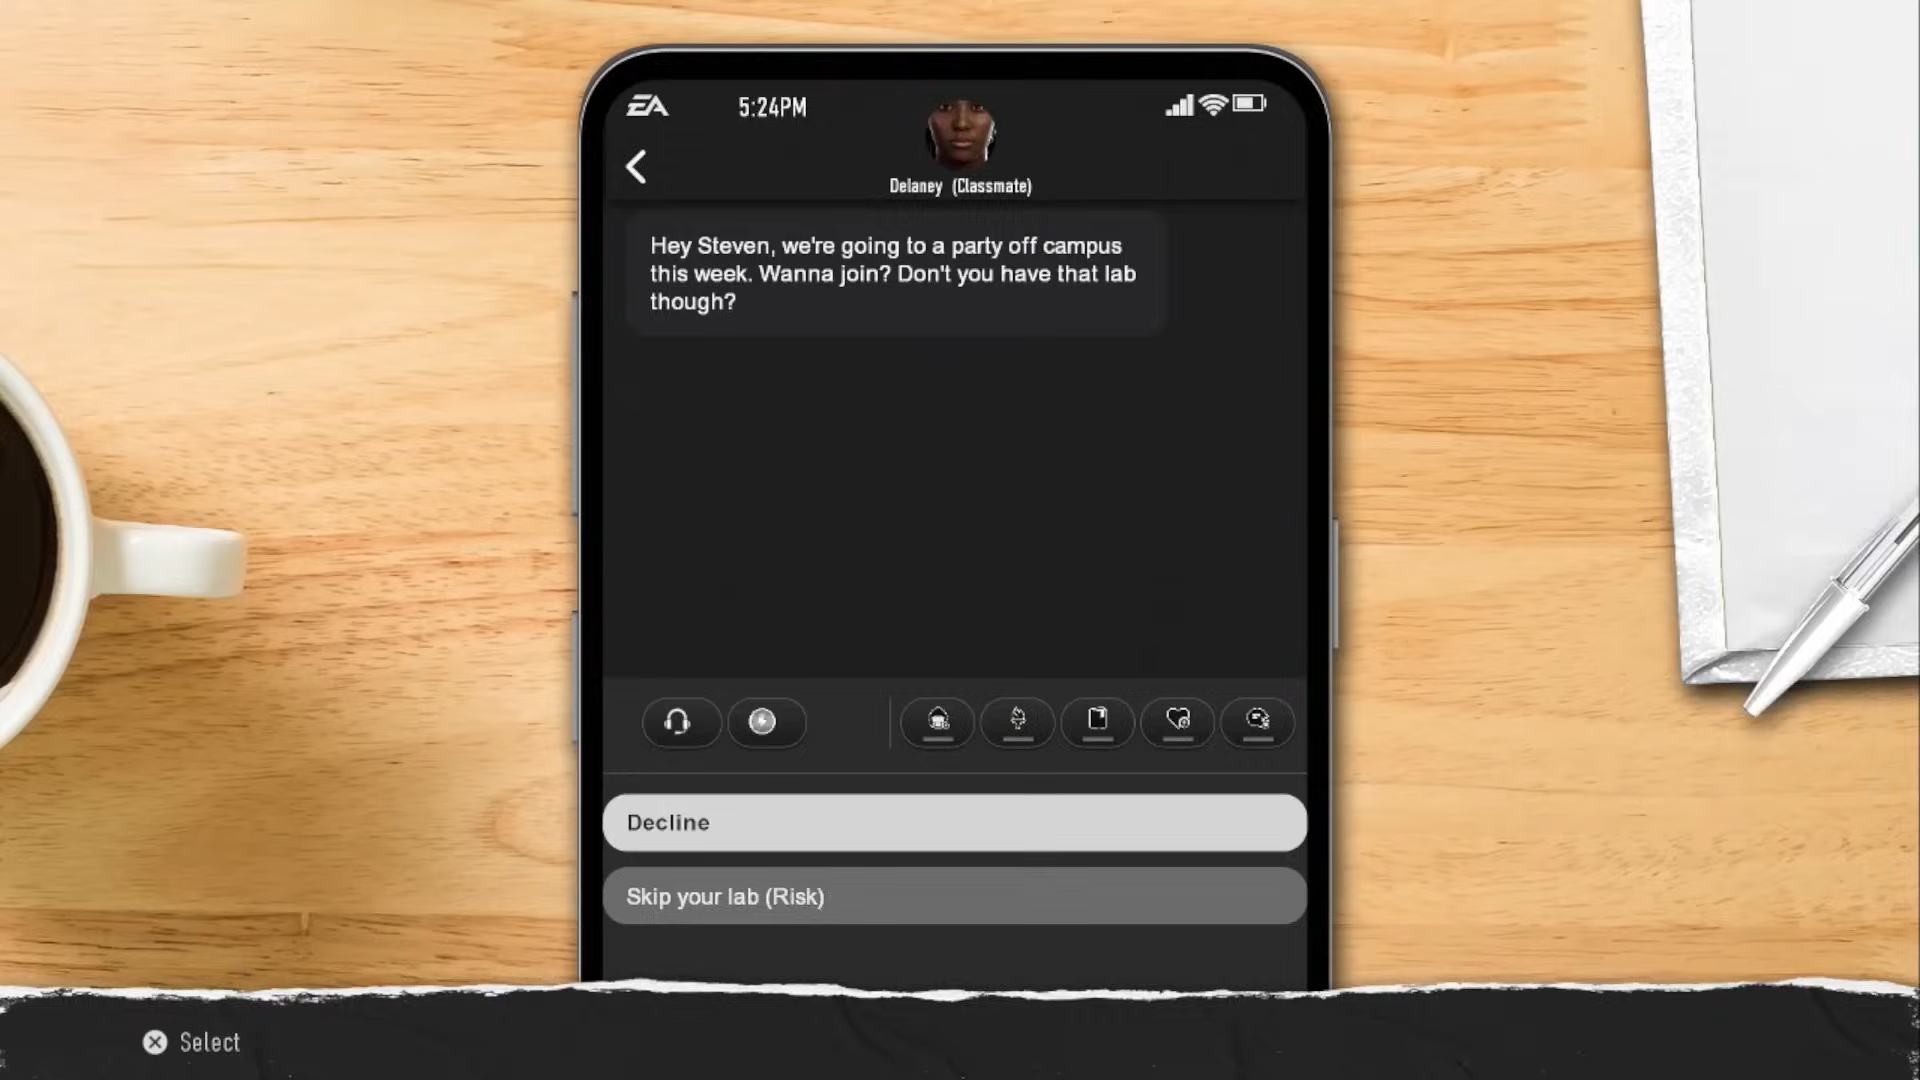 EA
5:24PM
Delaney (Classmate)
Hey Steven, we're going to a party off campus
this week. Wanna join? Don't you have that lab
though?
Decline
Skip your lab (Risk)
Select